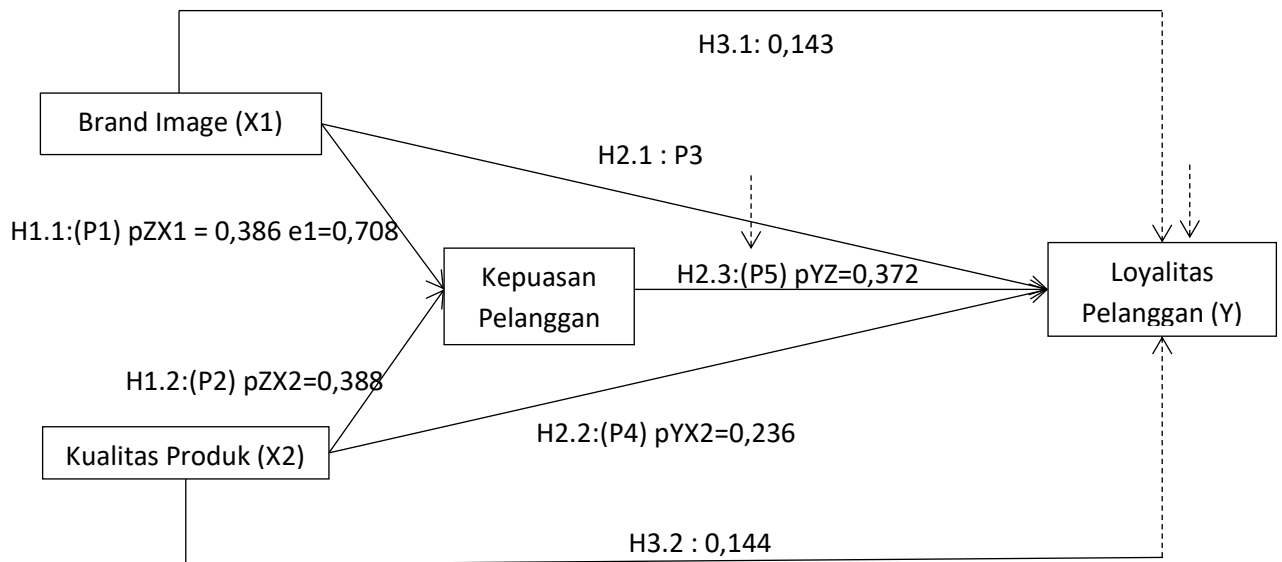 H3.1: 0,143
Brand Image (X1)
H2.1 : P3
H1.1:(P1) pZX1 = 0,386 e1=0,708
Kepuasan
Pelanggan
H2.3:(P5) pYZ=0,372
Loyalitas
Pelanggan (Y)
H1.2:(P2) pZX2=0,388
H2.2:(P4) pYX2=0,236
Kualitas Produk (X2)
H3.2 : 0,144